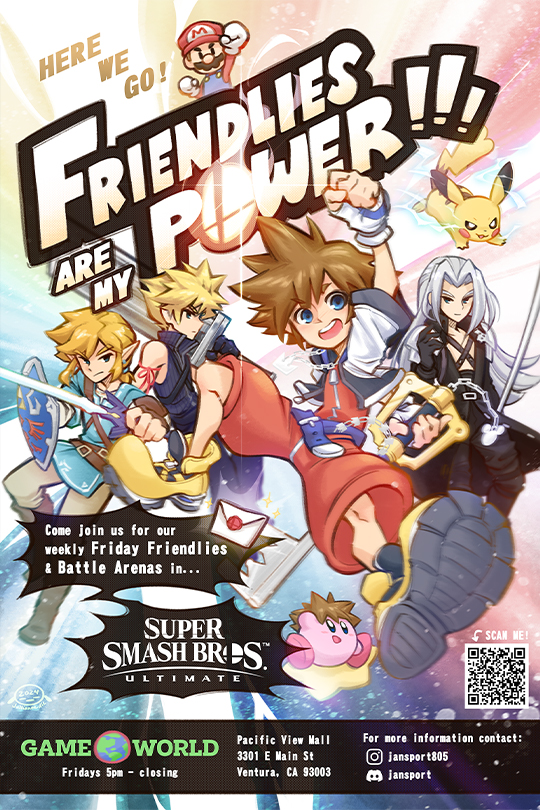 HERE
WE
GO!
FRIENDLIES
ARE
MY
POWER!!!
Come join us for our
weekly Friday Friendlies
& Battle Arenas in...
SUPER
SMASH BROS.™
ULTIMATE
SCAN ME!
2024
GAME WORLD
Fridays 5pm - closing
Pacific View Mall
3301 E Main St
Ventura, CA 93003
For more information contact:
jansport805
jansport